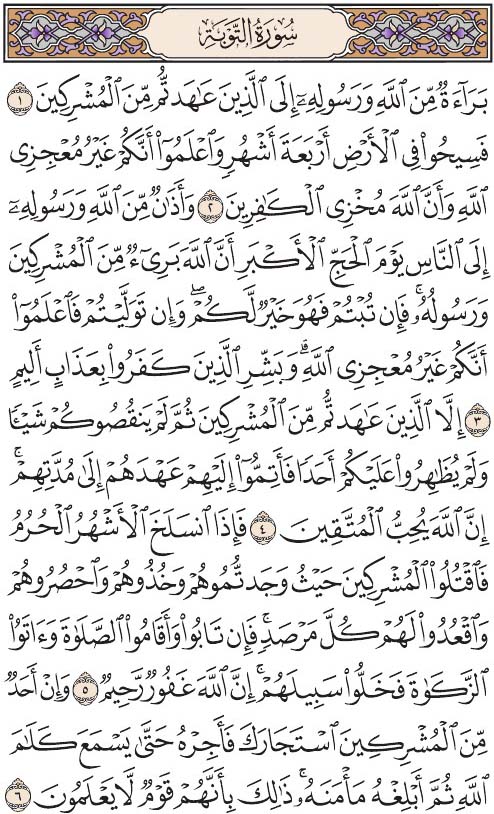 سُورَةُ التَّوۡبَةِ
بَرَآءَةٞ مِّنَ ٱللَّهِ وَرَسُولِهِۦٓ إِلَى ٱلَّذِينَ عَٰهَدتُّم مِّنَ ٱلۡمُشۡرِكِينَ ١
فَسِيحُواْ فِي ٱلۡأَرۡضِ أَرۡبَعَةَ أَشۡهُرٖ وَٱعۡلَمُوٓاْ أَنَّكُمۡ غَيۡرُ مُعۡجِزِي
ٱللَّهِ وَأَنَّ ٱللَّهَ مُخۡزِي ٱلۡكَٰفِرِينَ ٢ وَأَذَٰنٞ مِّنَ ٱللَّهِ وَرَسُولِهِۦٓ
إِلَى ٱلنَّاسِ يَوۡمَ ٱلۡحَجِّ ٱلۡأَكۡبَرِ أَنَّ ٱللَّهَ بَرِيٓءٞ مِّنَ ٱلۡمُشۡرِكِينَ
وَرَسُولُهُۥۚ فَإِن تُبۡتُمۡ فَهُوَ خَيۡرٞ لَّكُمۡۖ وَإِن تَوَلَّيۡتُمۡ فَٱعۡلَمُوٓاْ
أَنَّكُمۡ غَيۡرُ مُعۡجِزِي ٱللَّهِۗ وَبَشِّرِ ٱلَّذِينَ كَفَرُواْ بِعَذَابٍ أَلِيمٍ
٣ إِلَّا ٱلَّذِينَ عَٰهَدتُّم مِّنَ ٱلۡمُشۡرِكِينَ ثُمَّ لَمۡ يَنقُصُوكُمۡ شَيۡـٔٗا
وَلَمۡ يُظَٰهِرُواْ عَلَيۡكُمۡ أَحَدٗا فَأَتِمُّوٓاْ إِلَيۡهِمۡ عَهۡدَهُمۡ إِلَىٰ مُدَّتِهِمۡۚ
إِنَّ ٱللَّهَ يُحِبُّ ٱلۡمُتَّقِينَ ٤ فَإِذَا ٱنسَلَخَ ٱلۡأَشۡهُرُ ٱلۡحُرُمُ
فَٱقۡتُلُواْ ٱلۡمُشۡرِكِينَ حَيۡثُ وَجَدتُّمُوهُمۡ وَخُذُوهُمۡ وَٱحۡصُرُوهُمۡ
وَٱقۡعُدُواْ لَهُمۡ كُلَّ مَرۡصَدٖۚ فَإِن تَابُواْ وَأَقَامُواْ ٱلصَّلَوٰةَ وَءَاتَوُاْ
ٱلزَّكَوٰةَ فَخَلُّواْ سَبِيلَهُمۡۚ إِنَّ ٱللَّهَ غَفُورٞ رَّحِيمٞ ٥ وَإِنۡ أَحَدٞ
مِّنَ ٱلۡمُشۡرِكِينَ ٱسۡتَجَارَكَ فَأَجِرۡهُ حَتَّىٰ يَسۡمَعَ كَلَٰمَ
ٱللَّهِ ثُمَّ أَبۡلِغۡهُ مَأۡمَنَهُۥۚ ذَٰلِكَ بِأَنَّهُمۡ قَوۡمٞ لَّا يَعۡلَمُونَ ٦